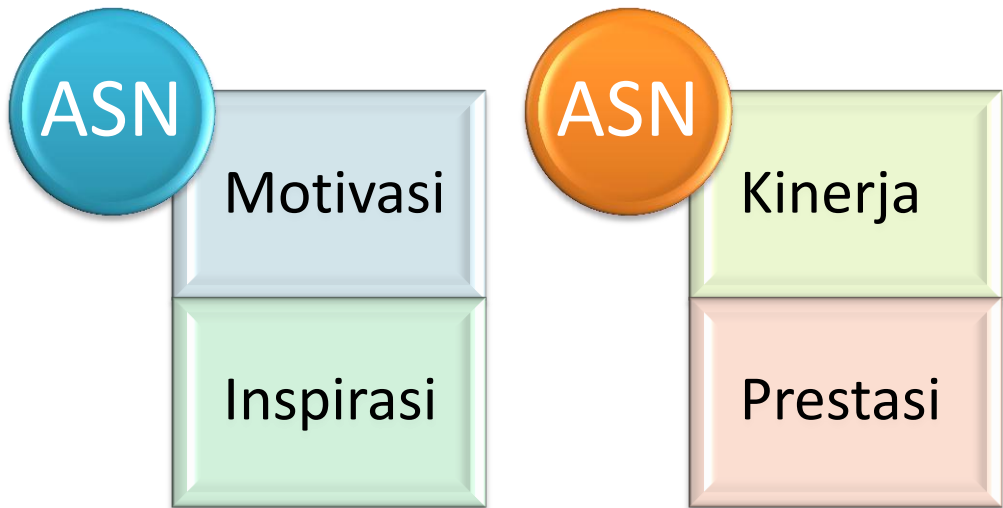 ASN
Motivasi
Inspirasi
ASN
Kinerja
Prestasi